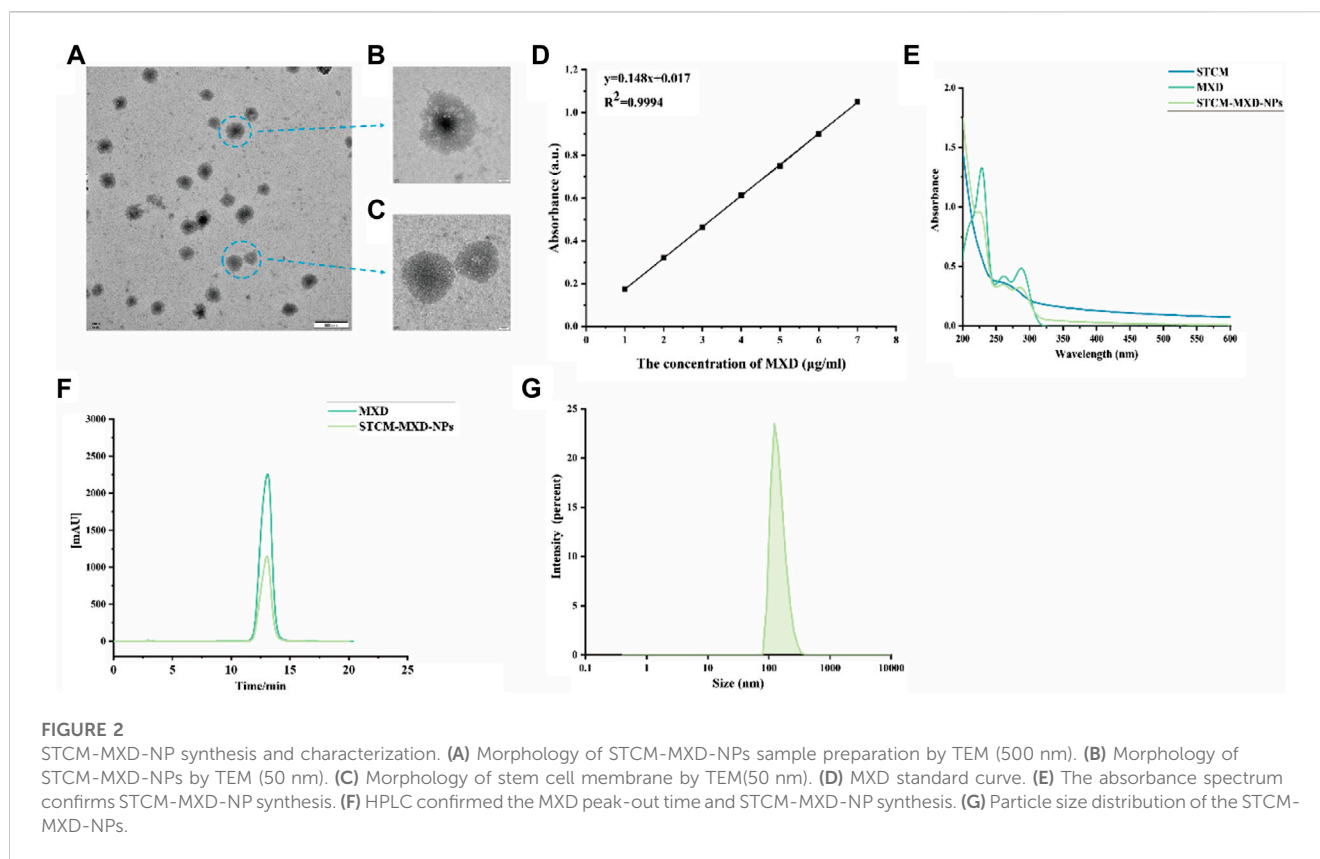 A
B
C
D
y=0.148x−0.017
R²=0.9994
Absorbance (a.u.)
1.2
1.0
0.8
0.6
0.4
0.2
0.0
0 1 2 3 4 5 6 7 8
The concentration of MXD (μg/ml)
E
STCM
MXD
STCM-MXD-NPs
Absorbance
2.0
1.5
1.0
0.5
0.0
200 250 300 350 400 450 500 550 600
Wavelength (nm)
F
MXD
STCM-MXD-NPs
[mAU]
3000
2500
2000
1500
1000
500
0
0 5 10 15 20 25
Time/min
G
Intensity (percent)
25
20
15
10
5
0
0.1 1 10 100 1000 10000
Size (nm)
FIGURE 2
STCM-MXD-NP synthesis and characterization. (A) Morphology of STCM-MXD-NPs sample preparation by TEM (500 nm). (B) Morphology of
STCM-MXD-NPs by TEM (50 nm). (C) Morphology of stem cell membrane by TEM(50 nm). (D) MXD standard curve. (E) The absorbance spectrum
confirms STCM-MXD-NP synthesis. (F) HPLC confirmed the MXD peak-out time and STCM-MXD-NP synthesis. (G) Particle size distribution of the STCM-
MXD-NPs.